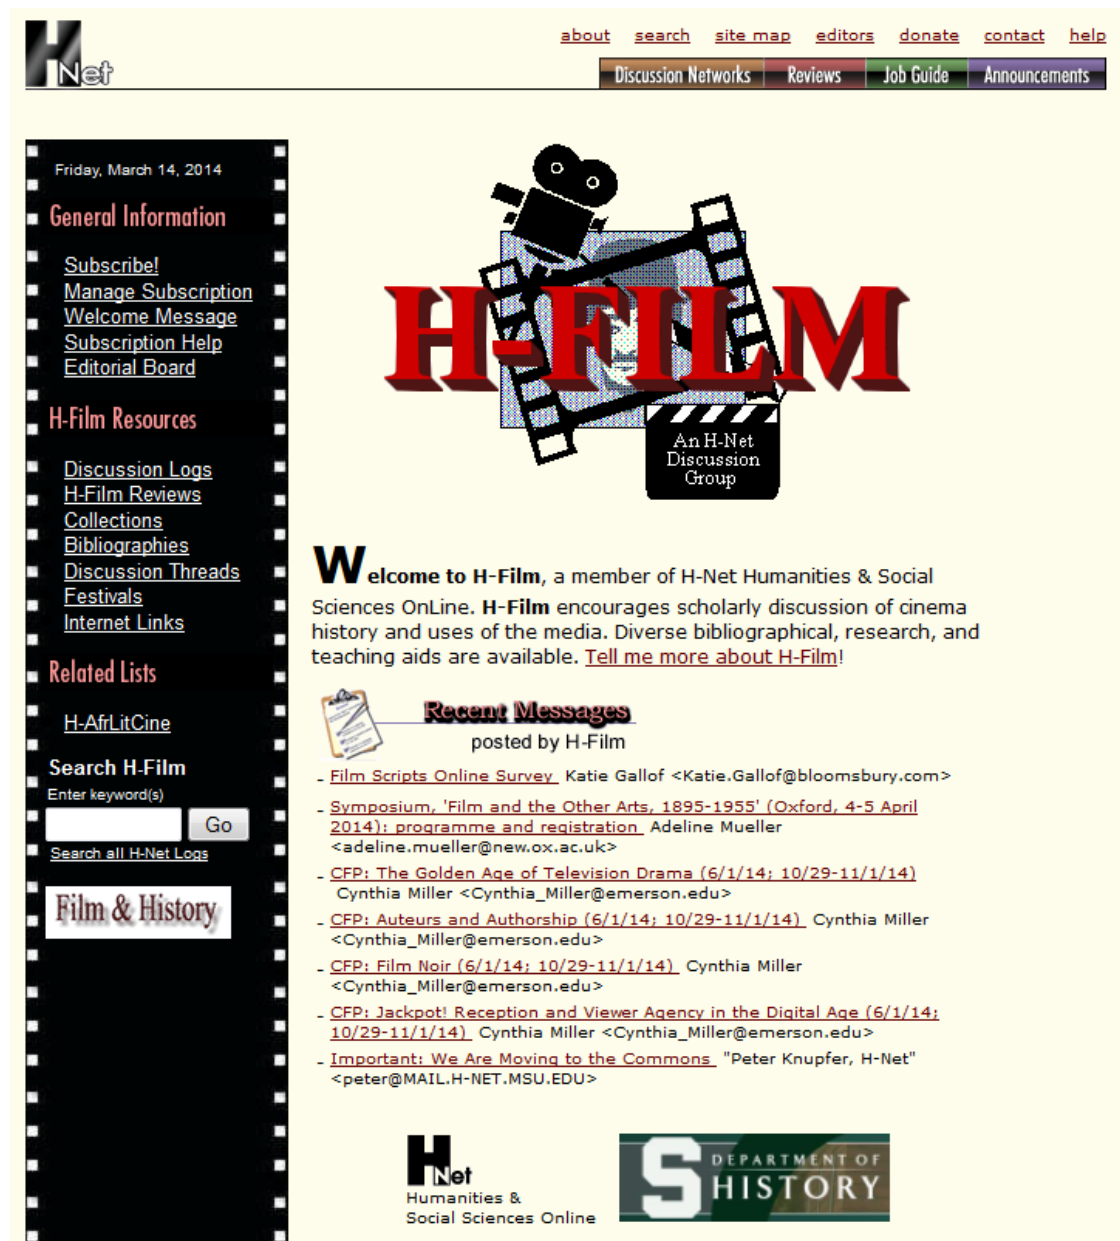 H Net
about search site map editors donate contact help
Discussion Networks Reviews Job Guide Announcements
Friday, March 14, 2014
General Information
Subscribe!
Manage Subscription
Welcome Message
Subscription Help
Editorial Board
H-Film Resources
Discussion Logs
H-Film Reviews
Collections
Bibliographies
Discussion Threads
Festivals
Internet Links
Related Lists
H-AfrLitCine
Search H-Film
Enter keyword(s)
Go
Search all H-Net Logs
Film & History
H-FILM
An H-Net
Discussion
Group
Welcome to H-Film, a member of H-Net Humanities & Social
Sciences OnLine. H-Film encourages scholarly discussion of cinema
history and uses of the media. Diverse bibliographical, research, and
teaching aids are available. Tell me more about H-Film!
Recent Messages
posted by H-Film
- Film Scripts Online Survey Katie Gallof <Katie.Gallof@bloomsbury.com>
- Symposium, 'Film and the Other Arts, 1895-1955' (Oxford, 4-5 April
2014): programme and registration Adeline Mueller
<adeline.mueller@new.ox.ac.uk>
- CFP: The Golden Age of Television Drama (6/1/14; 10/29-11/1/14)
Cynthia Miller <Cynthia_Miller@emerson.edu>
- CFP: Auteurs and Authorship (6/1/14; 10/29-11/1/14) Cynthia Miller
<Cynthia_Miller@emerson.edu>
- CFP: Film Noir (6/1/14; 10/29-11/1/14) Cynthia Miller
<Cynthia_Miller@emerson.edu>
- CFP: Jackpot! Reception and Viewer Agency in the Digital Age (6/1/14;
10/29-11/1/14) Cynthia Miller <Cynthia_Miller@emerson.edu>
- Important: We Are Moving to the Commons "Peter Knupfer, H-Net"
<peter@MAIL.H-NET.MSU.EDU>
H Net
Humanities &
Social Sciences Online
S DEPARTMENT OF
HISTORY